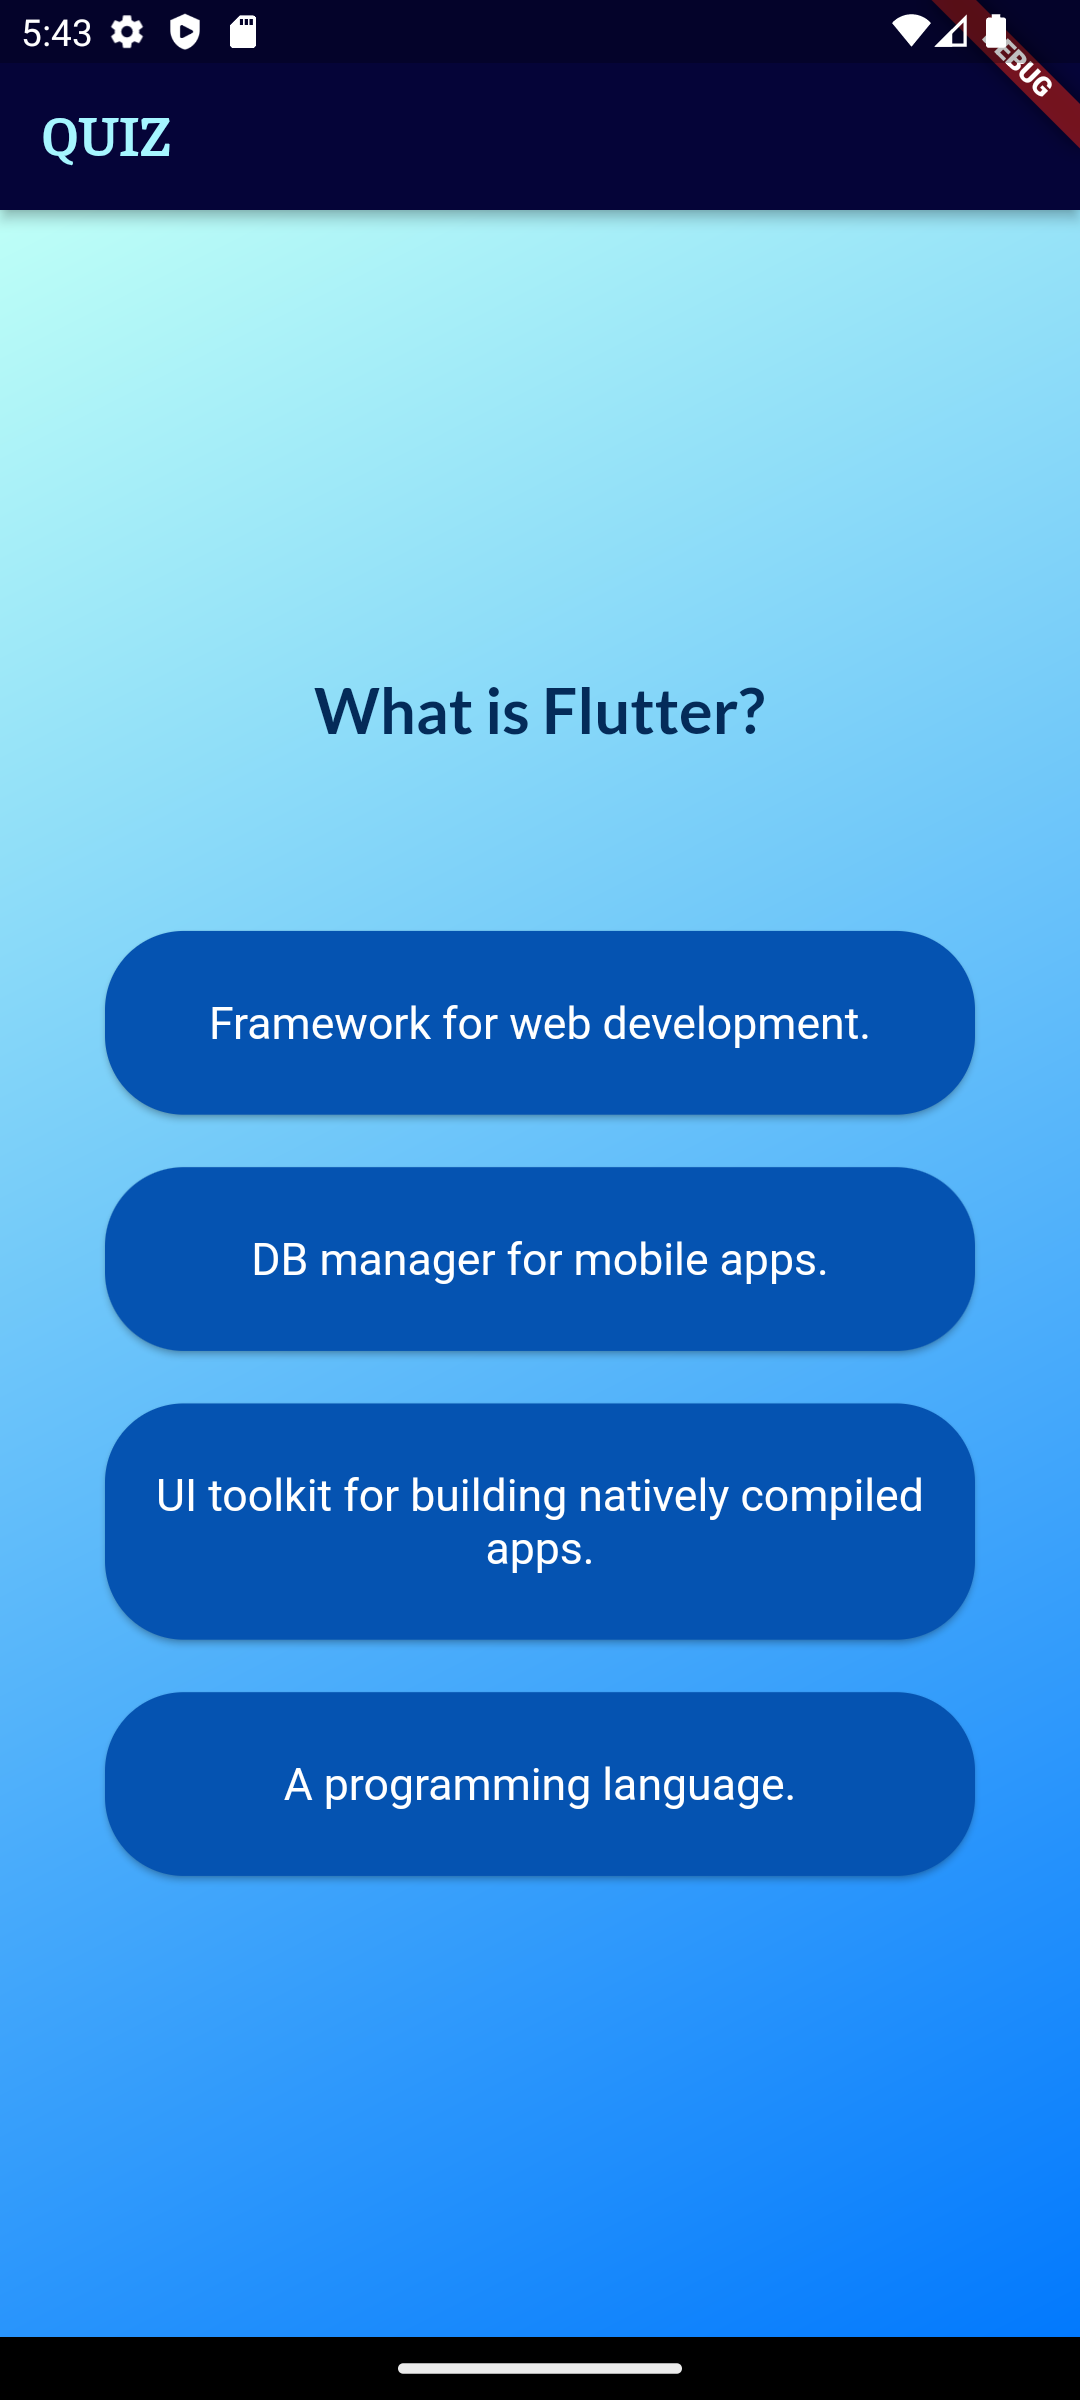 5:43
DEBUG
QUIZ
What is Flutter?
Framework for web development.
DB manager for mobile apps.
UI toolkit for building natively compiled
apps.
A programming language.